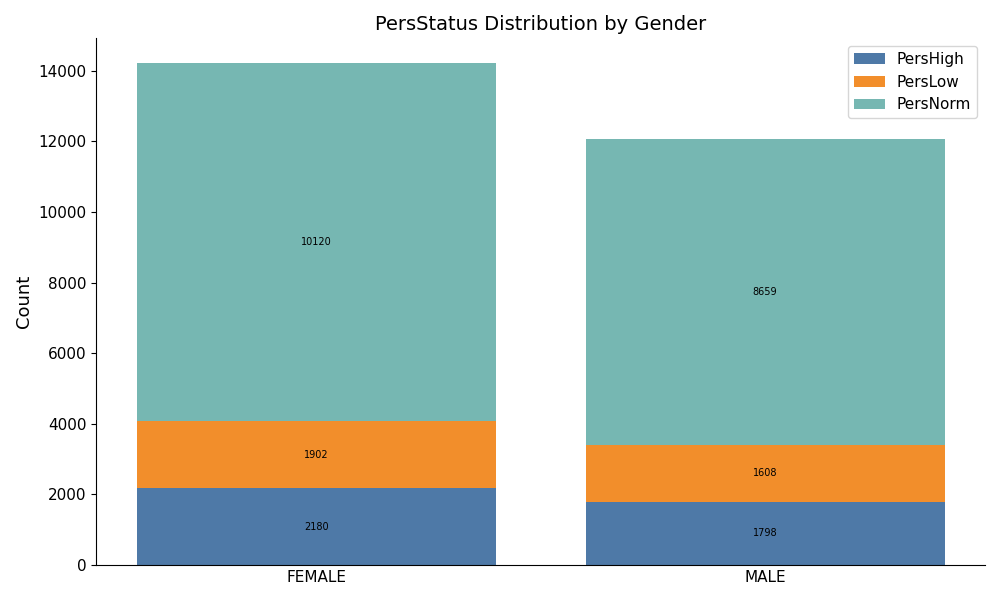 PersStatus Distribution by Gender
PersHigh
PersLow
PersNorm
Count
14000
12000
10000
8000
6000
4000
2000
0
10120
1902
2180
8659
1608
1798
FEMALE
MALE